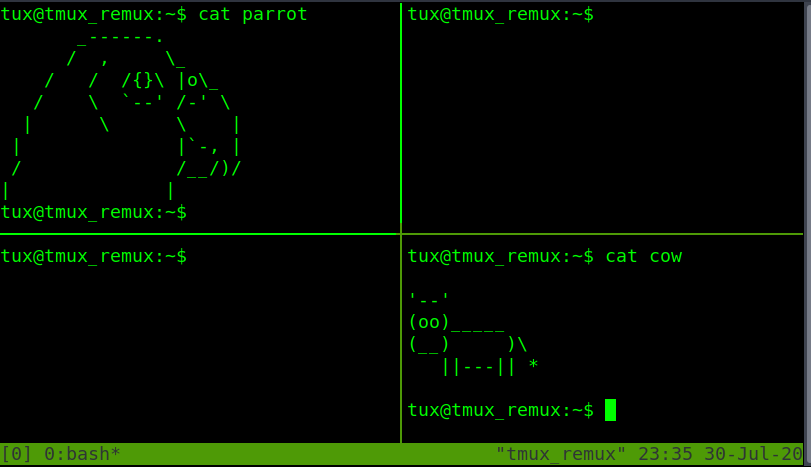 tux@tmux_remux:~$ cat parrot
       _------.
      /  ,     \_
    /   /  /{}\ |o\_
   /    \  `--' /-' \
  |      \      \    |
 |              |`-, |
 /              /__/)/
|              |
tux@tmux_remux:~$
tux@tmux_remux:~$
tux@tmux_remux:~$
tux@tmux_remux:~$ cat cow
'--'
(oo)_____
(__)     )\
   ||---|| *
tux@tmux_remux:~$
[0] 0:bash*
"tmux_remux" 23:35 30-Jul-20